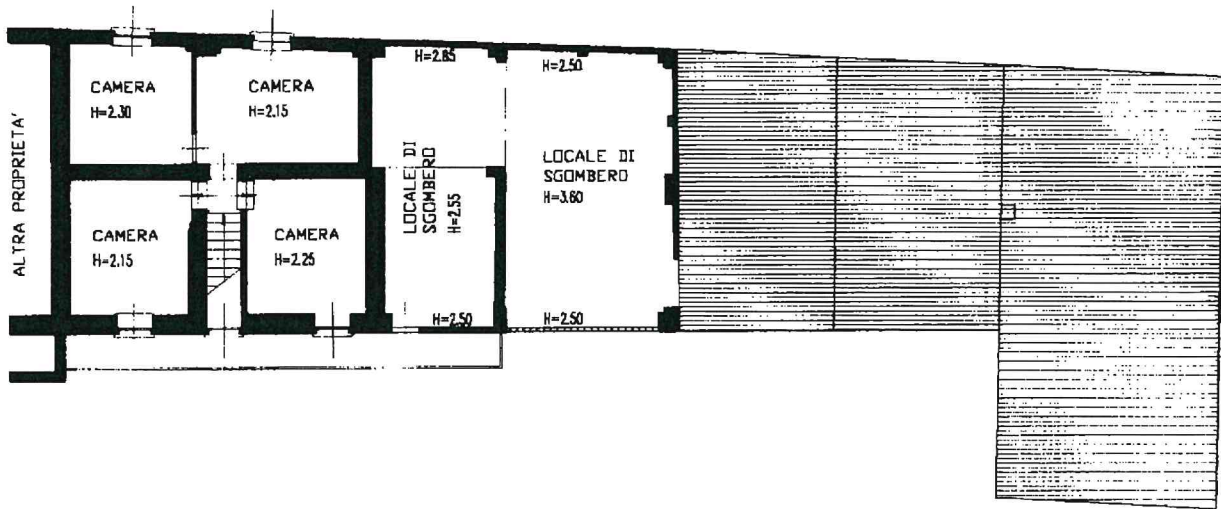 ALTRA PROPRIETA'
CAMERA
H=2.30
CAMERA
H=2.15
H=2.85
H=2.50
LOCALE DI
SGOMBERO
H=2.55
LOCALE DI
SGOMBERO
H=3.60
CAMERA
H=2.15
CAMERA
H=2.25
H=2.50
H=2.50